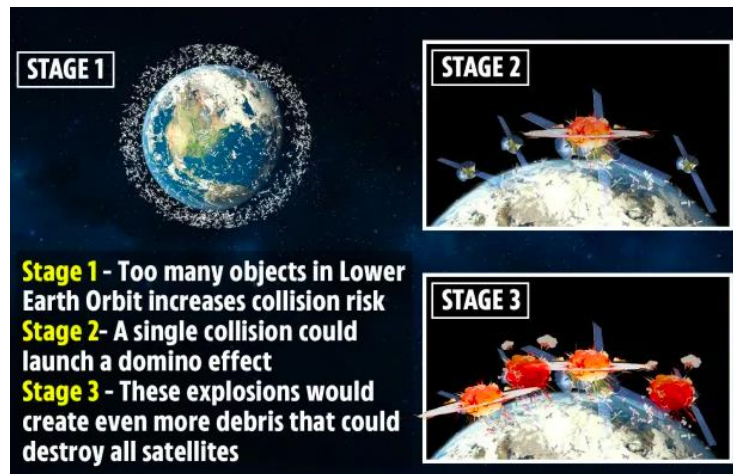 STAGE 1
STAGE 2
Stage 1 - Too many objects in Lower
Earth Orbit increases collision risk
Stage 2- A single collision could
launch a domino effect
Stage 3 - These explosions would
create even more debris that could
destroy all satellites
STAGE 3